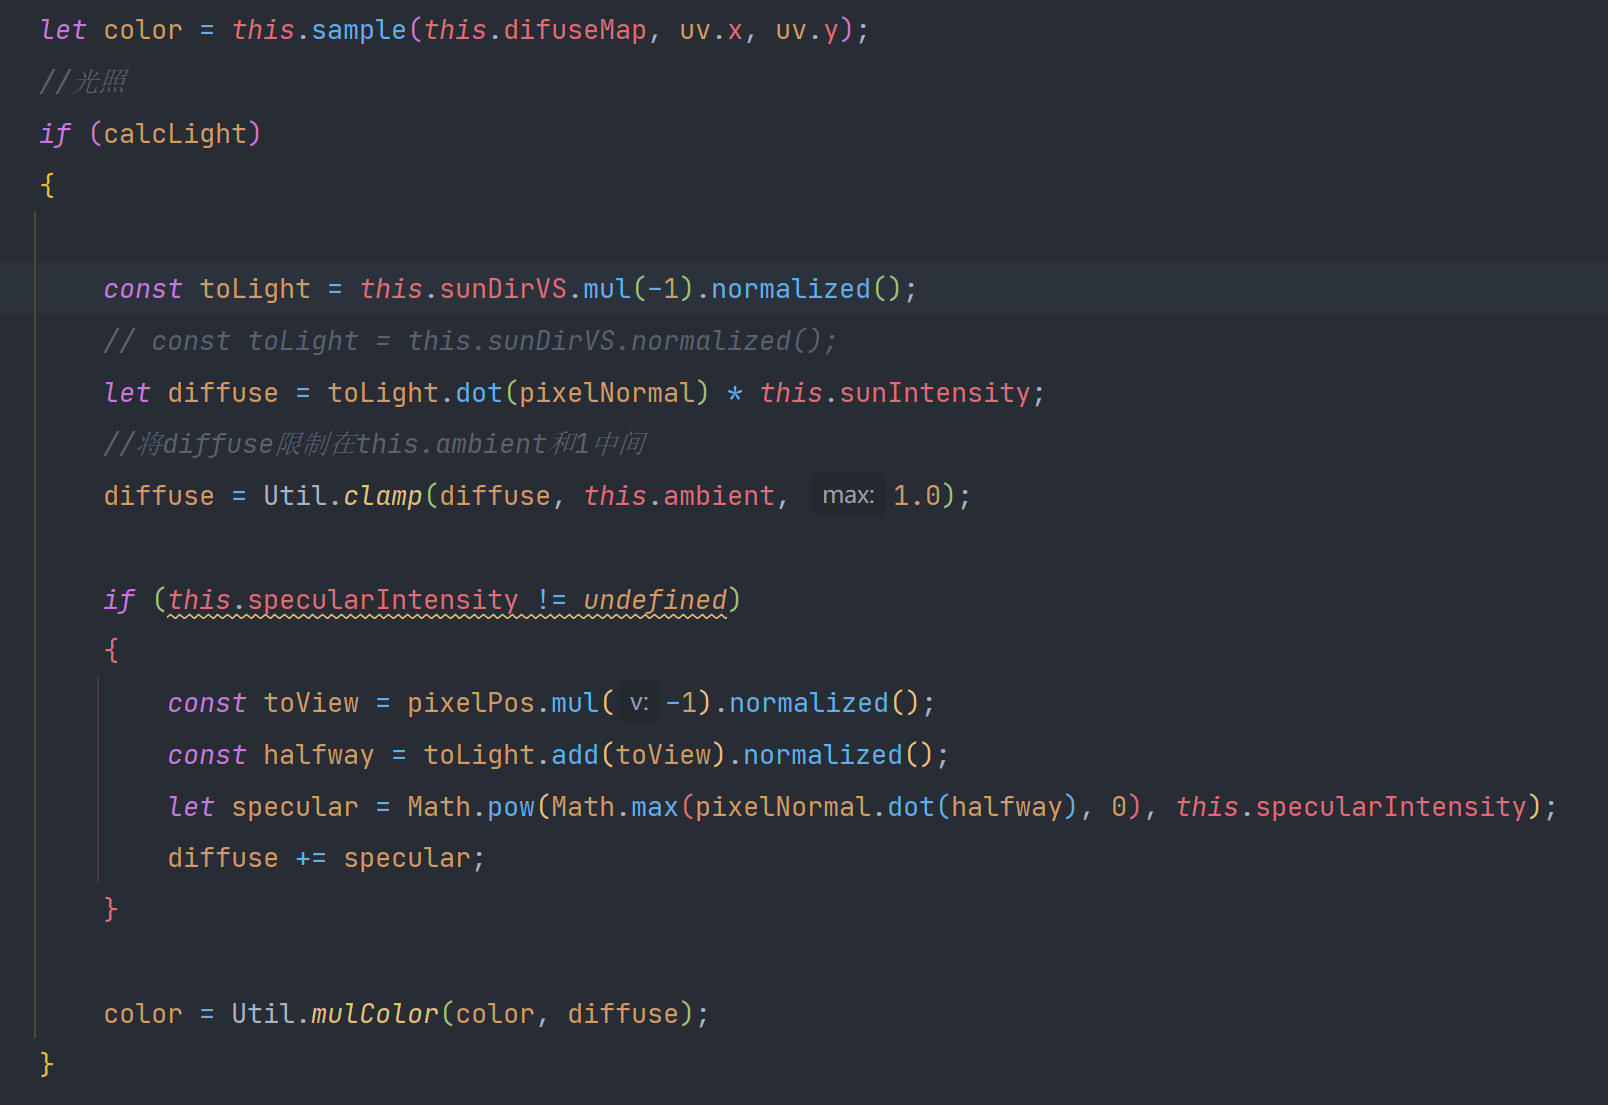 let color = this.sample(this.difuseMap, uv.x, uv.y);
//光照
if (calcLight)
{
const toLight = this.sunDirVS.mul(-1).normalized();
// const toLight = this.sunDirVS.normalized();
let diffuse = toLight.dot(pixelNormal) * this.sunIntensity;
//将diffuse限制在this.ambient和1中间
diffuse = Util.clamp(diffuse, this.ambient, max: 1.0);
if (this.specularIntensity != undefined)
{
const toView = pixelPos.mul( v: -1).normalized();
const halfway = toLight.add(toView).normalized();
let specular = Math.pow(Math.max(pixelNormal.dot(halfway), 0), this.specularIntensity);
diffuse += specular;
}
color = Util.mulColor(color, diffuse);
}